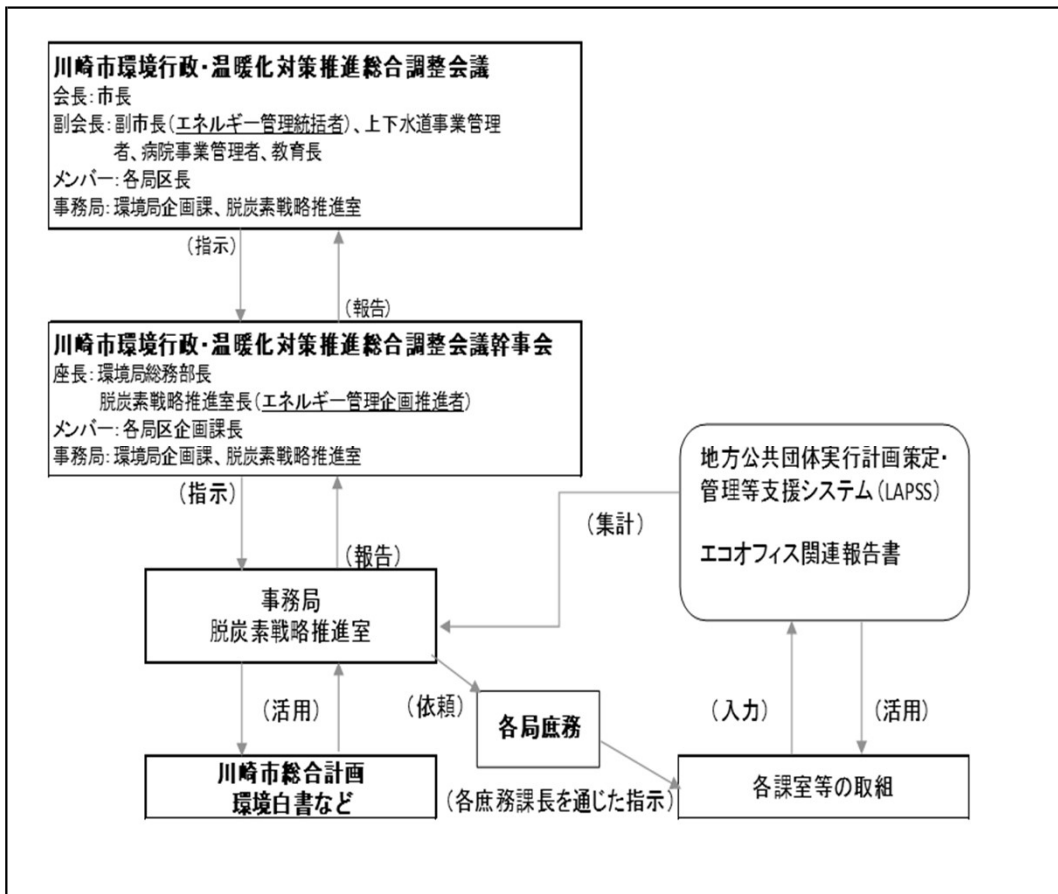 川崎市環境行政・温暖化対策推進総合調整会議
会長:市長
副会長:副市長(エネルギー管理統括者)、上下水道事業管理
者、病院事業管理者、教育長
メンバー:各局区長
事務局:環境局企画課、脱炭素戦略推進室
(指示)
(報告)
川崎市環境行政・温暖化対策推進総合調整会議幹事会
座長:環境局総務部長
脱炭素戦略推進室長(エネルギー管理企画推進者)
メンバー:各局区企画課長
事務局:環境局企画課、脱炭素戦略推進室
(指示)
(報告)
(集計)
地方公共団体実行計画策定・
管理等支援システム(LAPSS)
エコオフィス関連報告書
事務局
脱炭素戦略推進室
(活用)
(依頼)
各局庶務
(入力)
(活用)
川崎市総合計画
環境白書など
(各庶務課長を通じた指示)
各課室等の取組